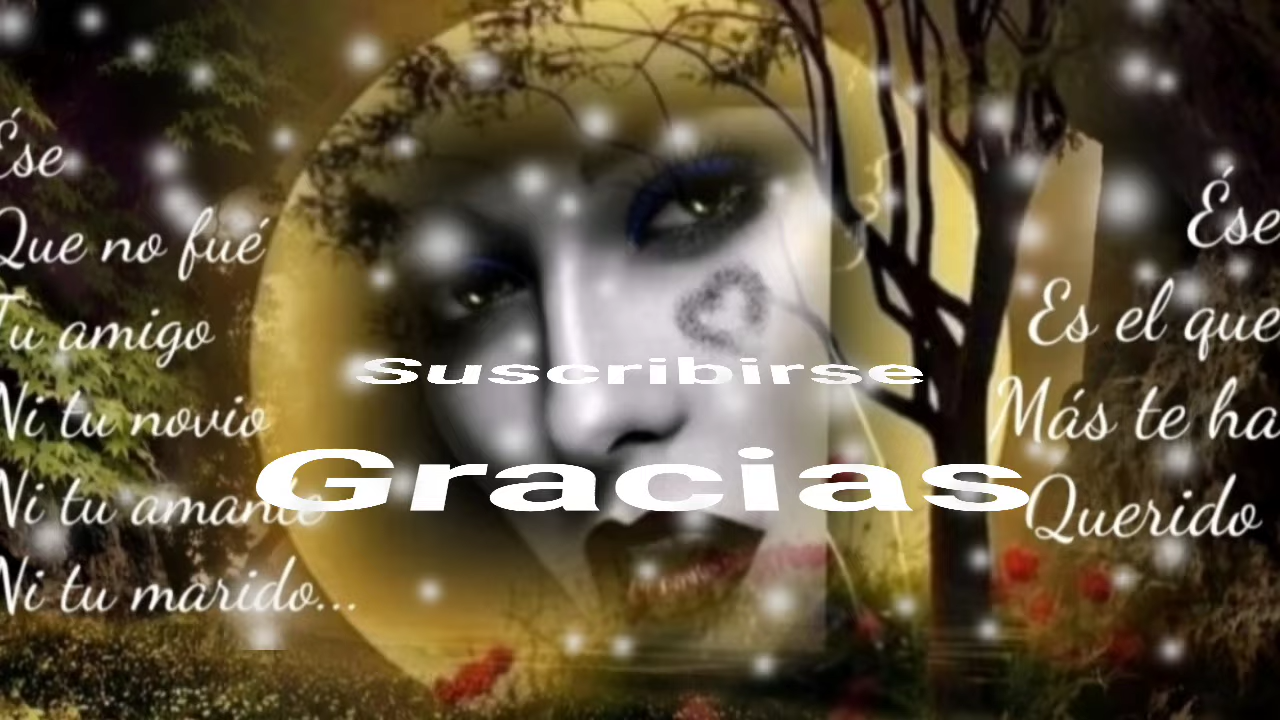 Ése
Que no fué
Tu amigo
Ni tu novio
Ni tu amante
Ni tu marido...
Suscribirse
Gracias
Ése
Es el que
Más te ha
Querido